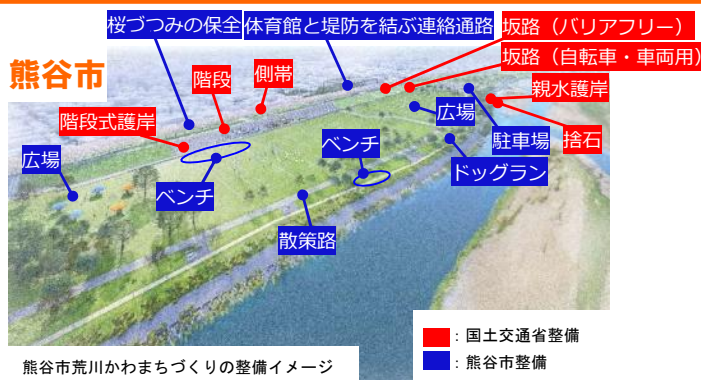 桜づつみの保全
体育館と堤防を結ぶ連絡通路
坂路（バリアフリー）
坂路（自転車・車両用）
熊谷市
階段
側帯
親水護岸
階段式護岸
広場
駐車場
捨石
広場
ベンチ
ドッグラン
ベンチ
散策路
熊谷市荒川かわまちづくりの整備イメージ
：国土交通省整備
：熊谷市整備